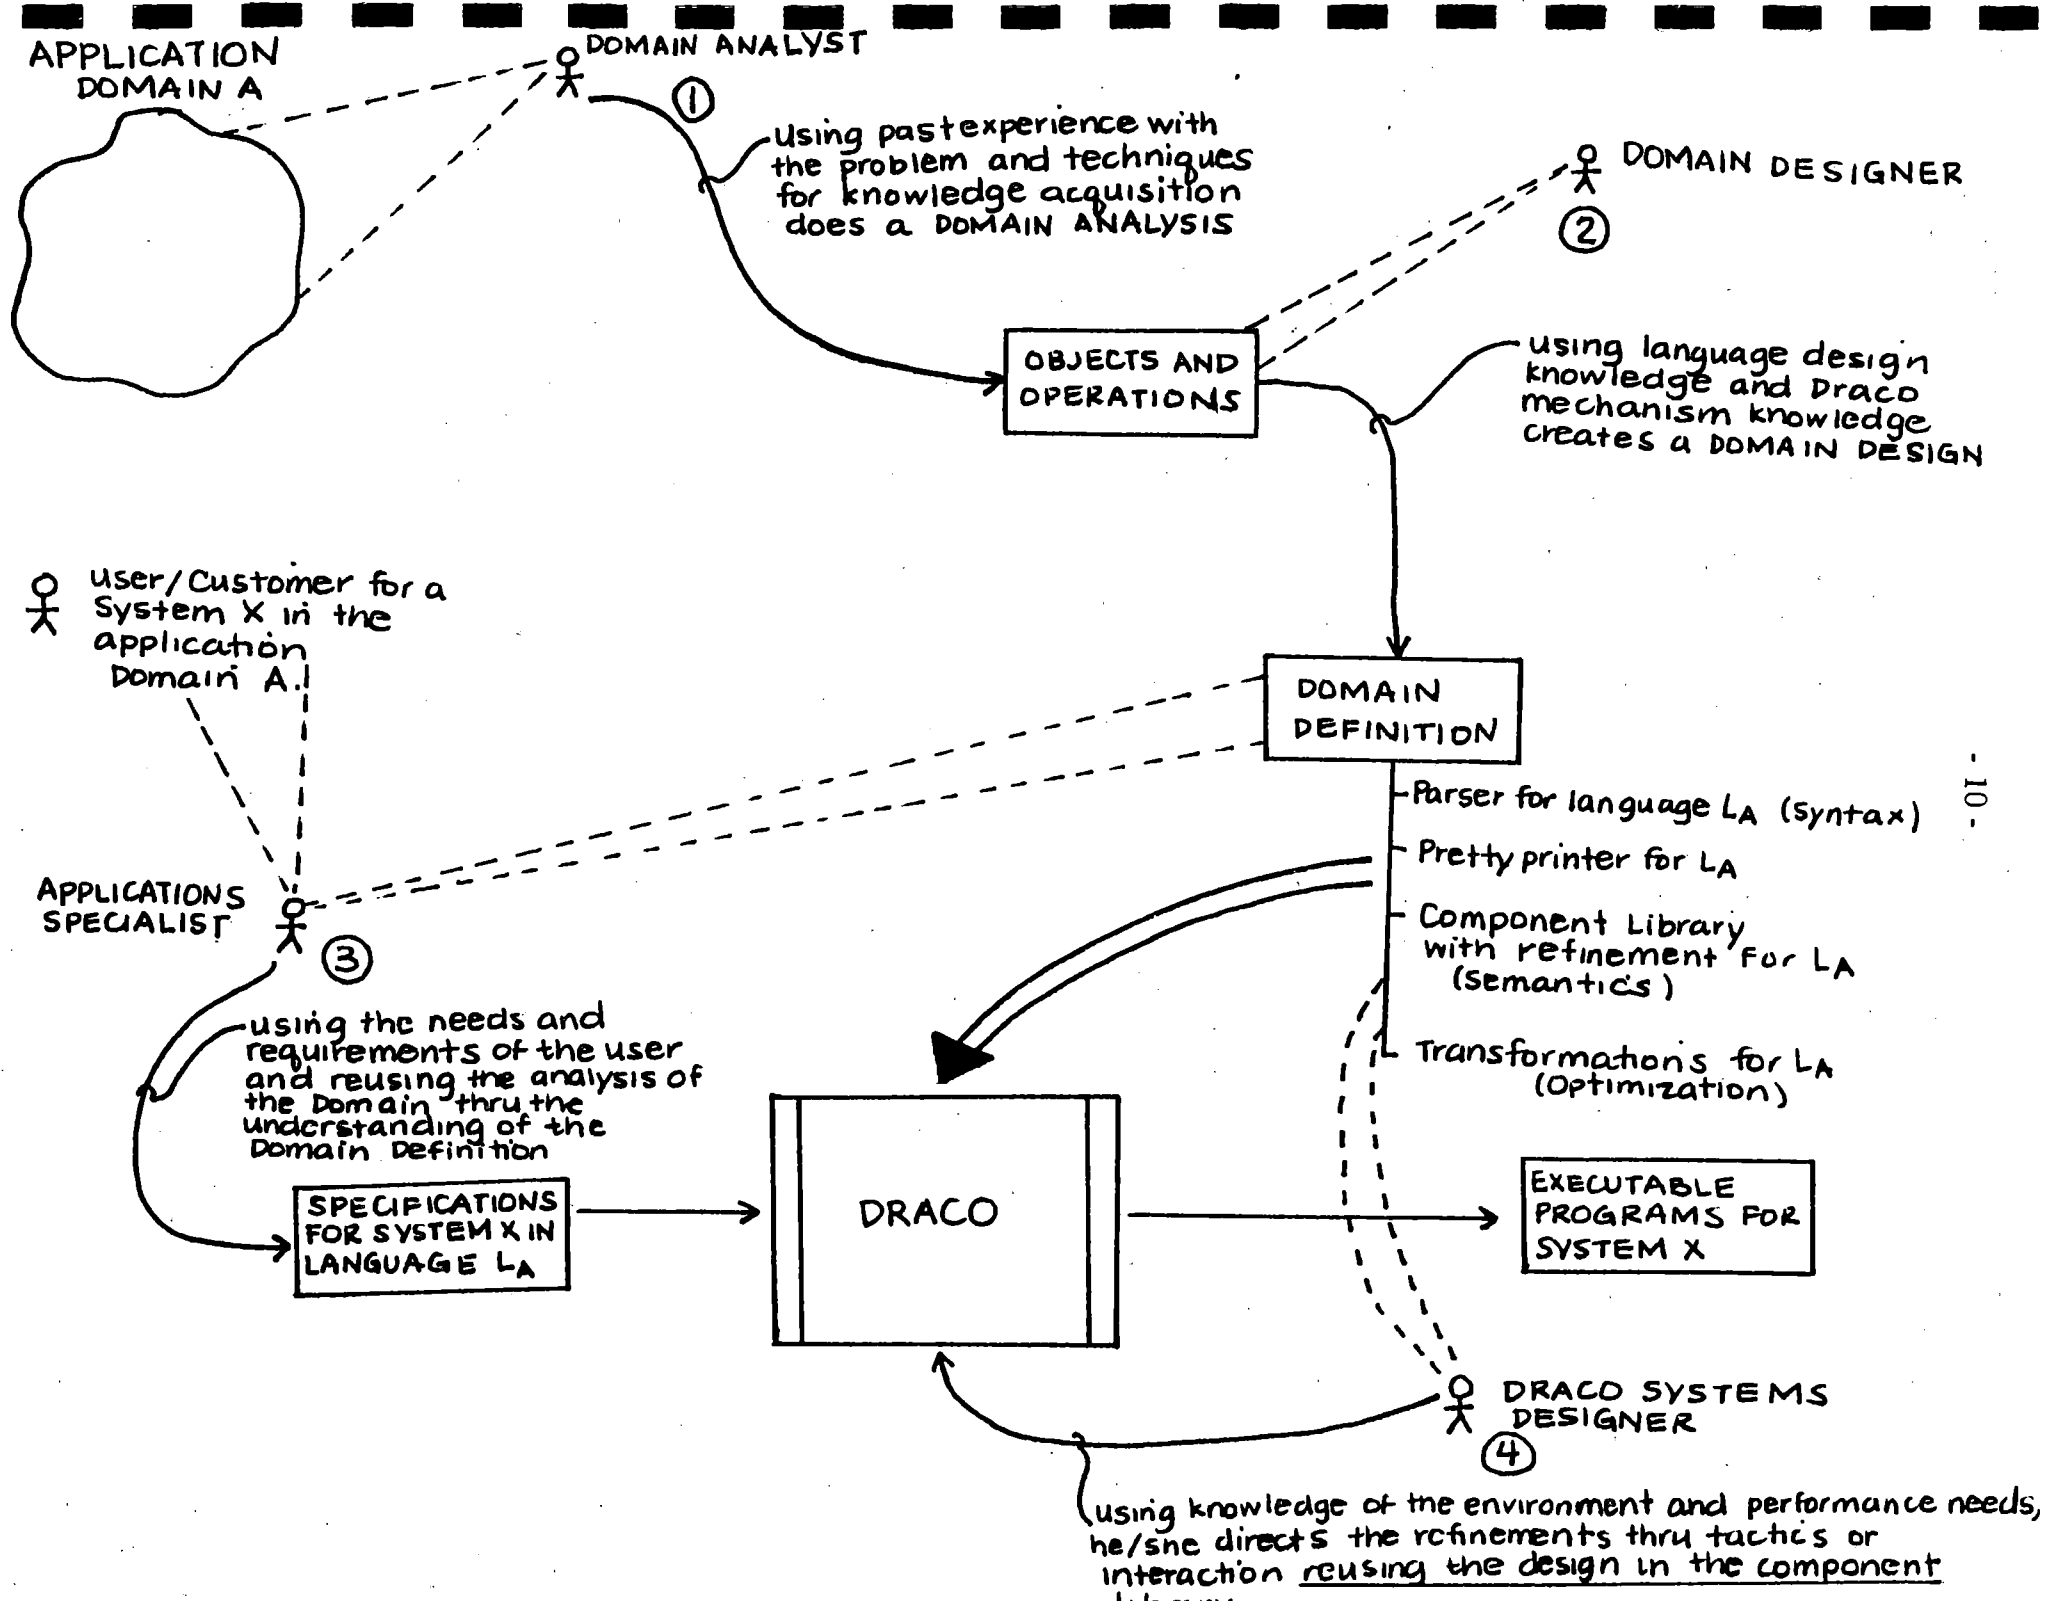 APPLICATION
DOMAIN A
DOMAIN ANALYST
1
using past experience with
the problem and techniques
for knowledge acquisition
does a DOMAIN ANALYSIS
DOMAIN DESIGNER
2
OBJECTS AND
OPERATIONS
using language design
knowledge and Draco
mechanism knowledge
creates a DOMAIN DESIGN
user/Customer for a
System X in the
application
Domain A.
DOMAIN
DEFINITION
Parser for language LA (syntax)
Pretty printer for LA
Component Library
with refinement for LA
(semantics)
Transformations for LA
(Optimization)
- 10 -
APPLICATIONS
SPECIALIST
3
using the needs and
requirements of the user
and reusing the analysis of
the Domain thru the
understanding of the
Domain Definition
SPECIFICATIONS
FOR SYSTEM X IN
LANGUAGE LA
DRACO
EXECUTABLE
PROGRAMS FOR
SYSTEM X
DRACO SYSTEMS
DESIGNER
4
using knowledge of the environment and performance needs,
he/she directs the refinements thru tactics or
interaction reusing the design in the component